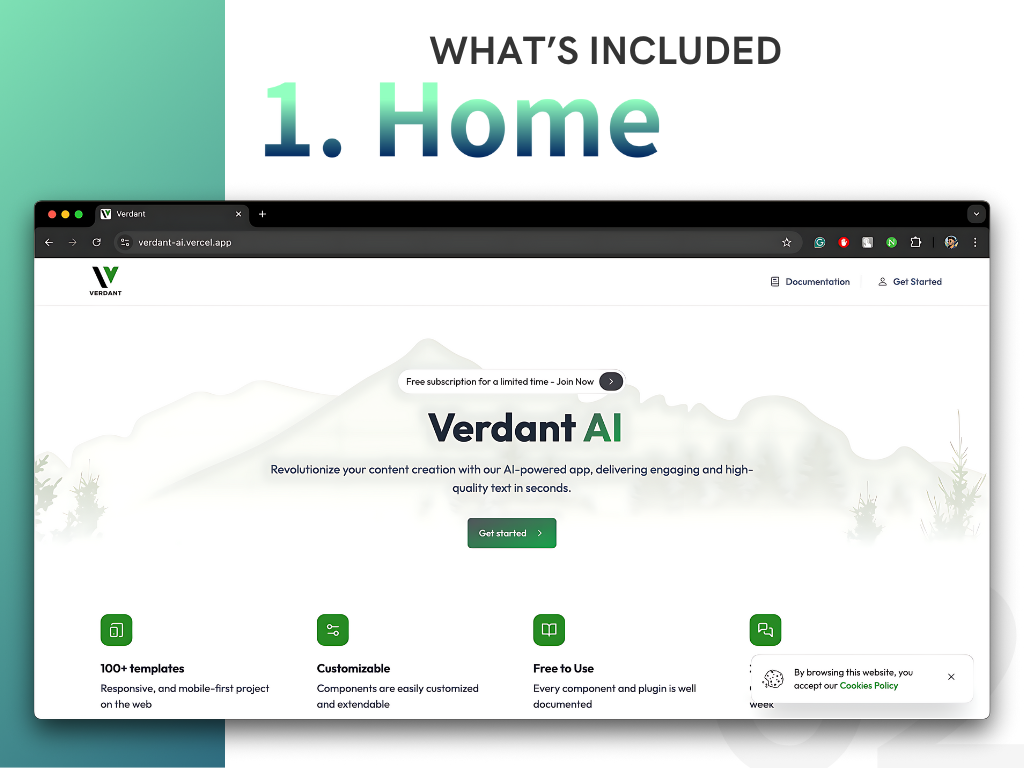 WHAT'S INCLUDED
1. Home
Verdant
verdant-ai.vercel.app
VERDANT
Documentation
Get Started
Free subscription for a limited time - Join Now
Verdant AI
Revolutionize your content creation with our AI-powered app, delivering engaging and high-
quality text in seconds.
Get started
100+ templates
Responsive, and mobile-first project
on the web
Customizable
Components are easily customized
and extendable
Free to Use
Every component and plugin is well
documented
week
By browsing this website, you
accept our Cookies Policy